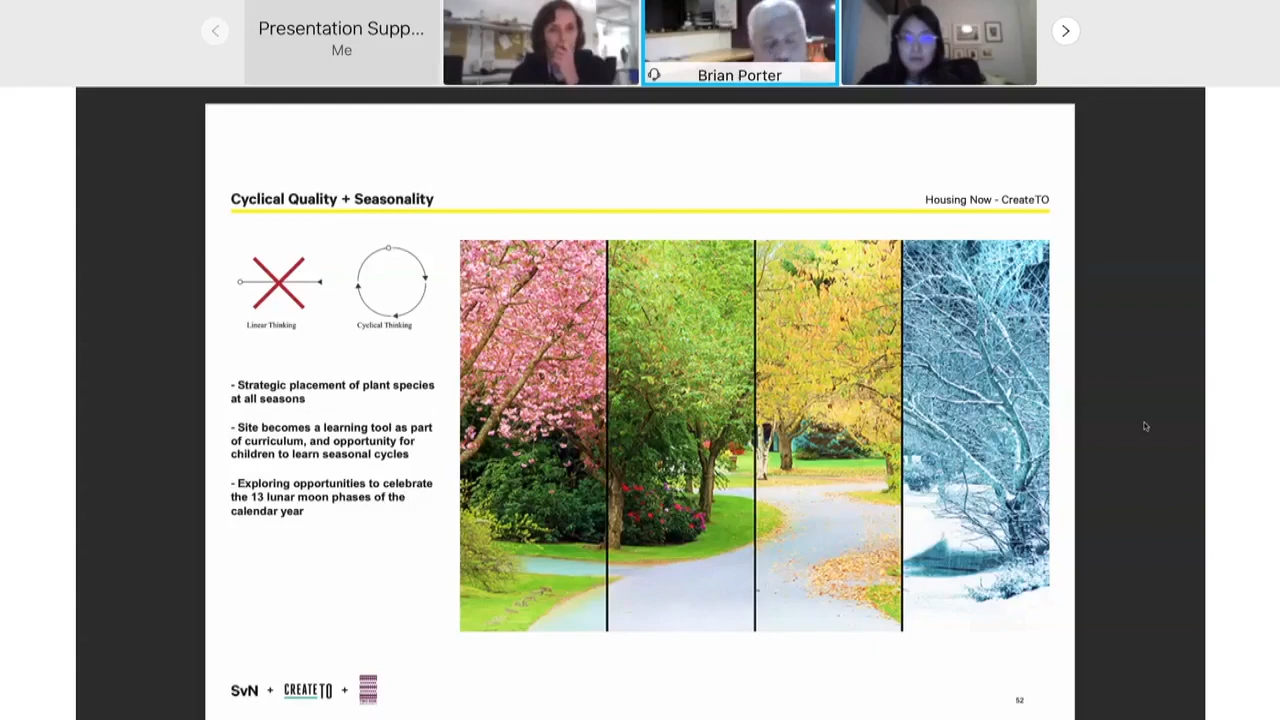 Presentation Supp...
Me
Brian Porter
Cyclical Quality + Seasonality
Housing Now - CreateTO
Linear Thinking
Cyclical Thinking
- Strategic placement of plant species
at all seasons
- Site becomes a learning tool as part
of curriculum, and opportunity for
children to learn seasonal cycles
- Exploring opportunities to celebrate
the 13 lunar moon phases of the
calendar year
SvN + CREATE TO +
52